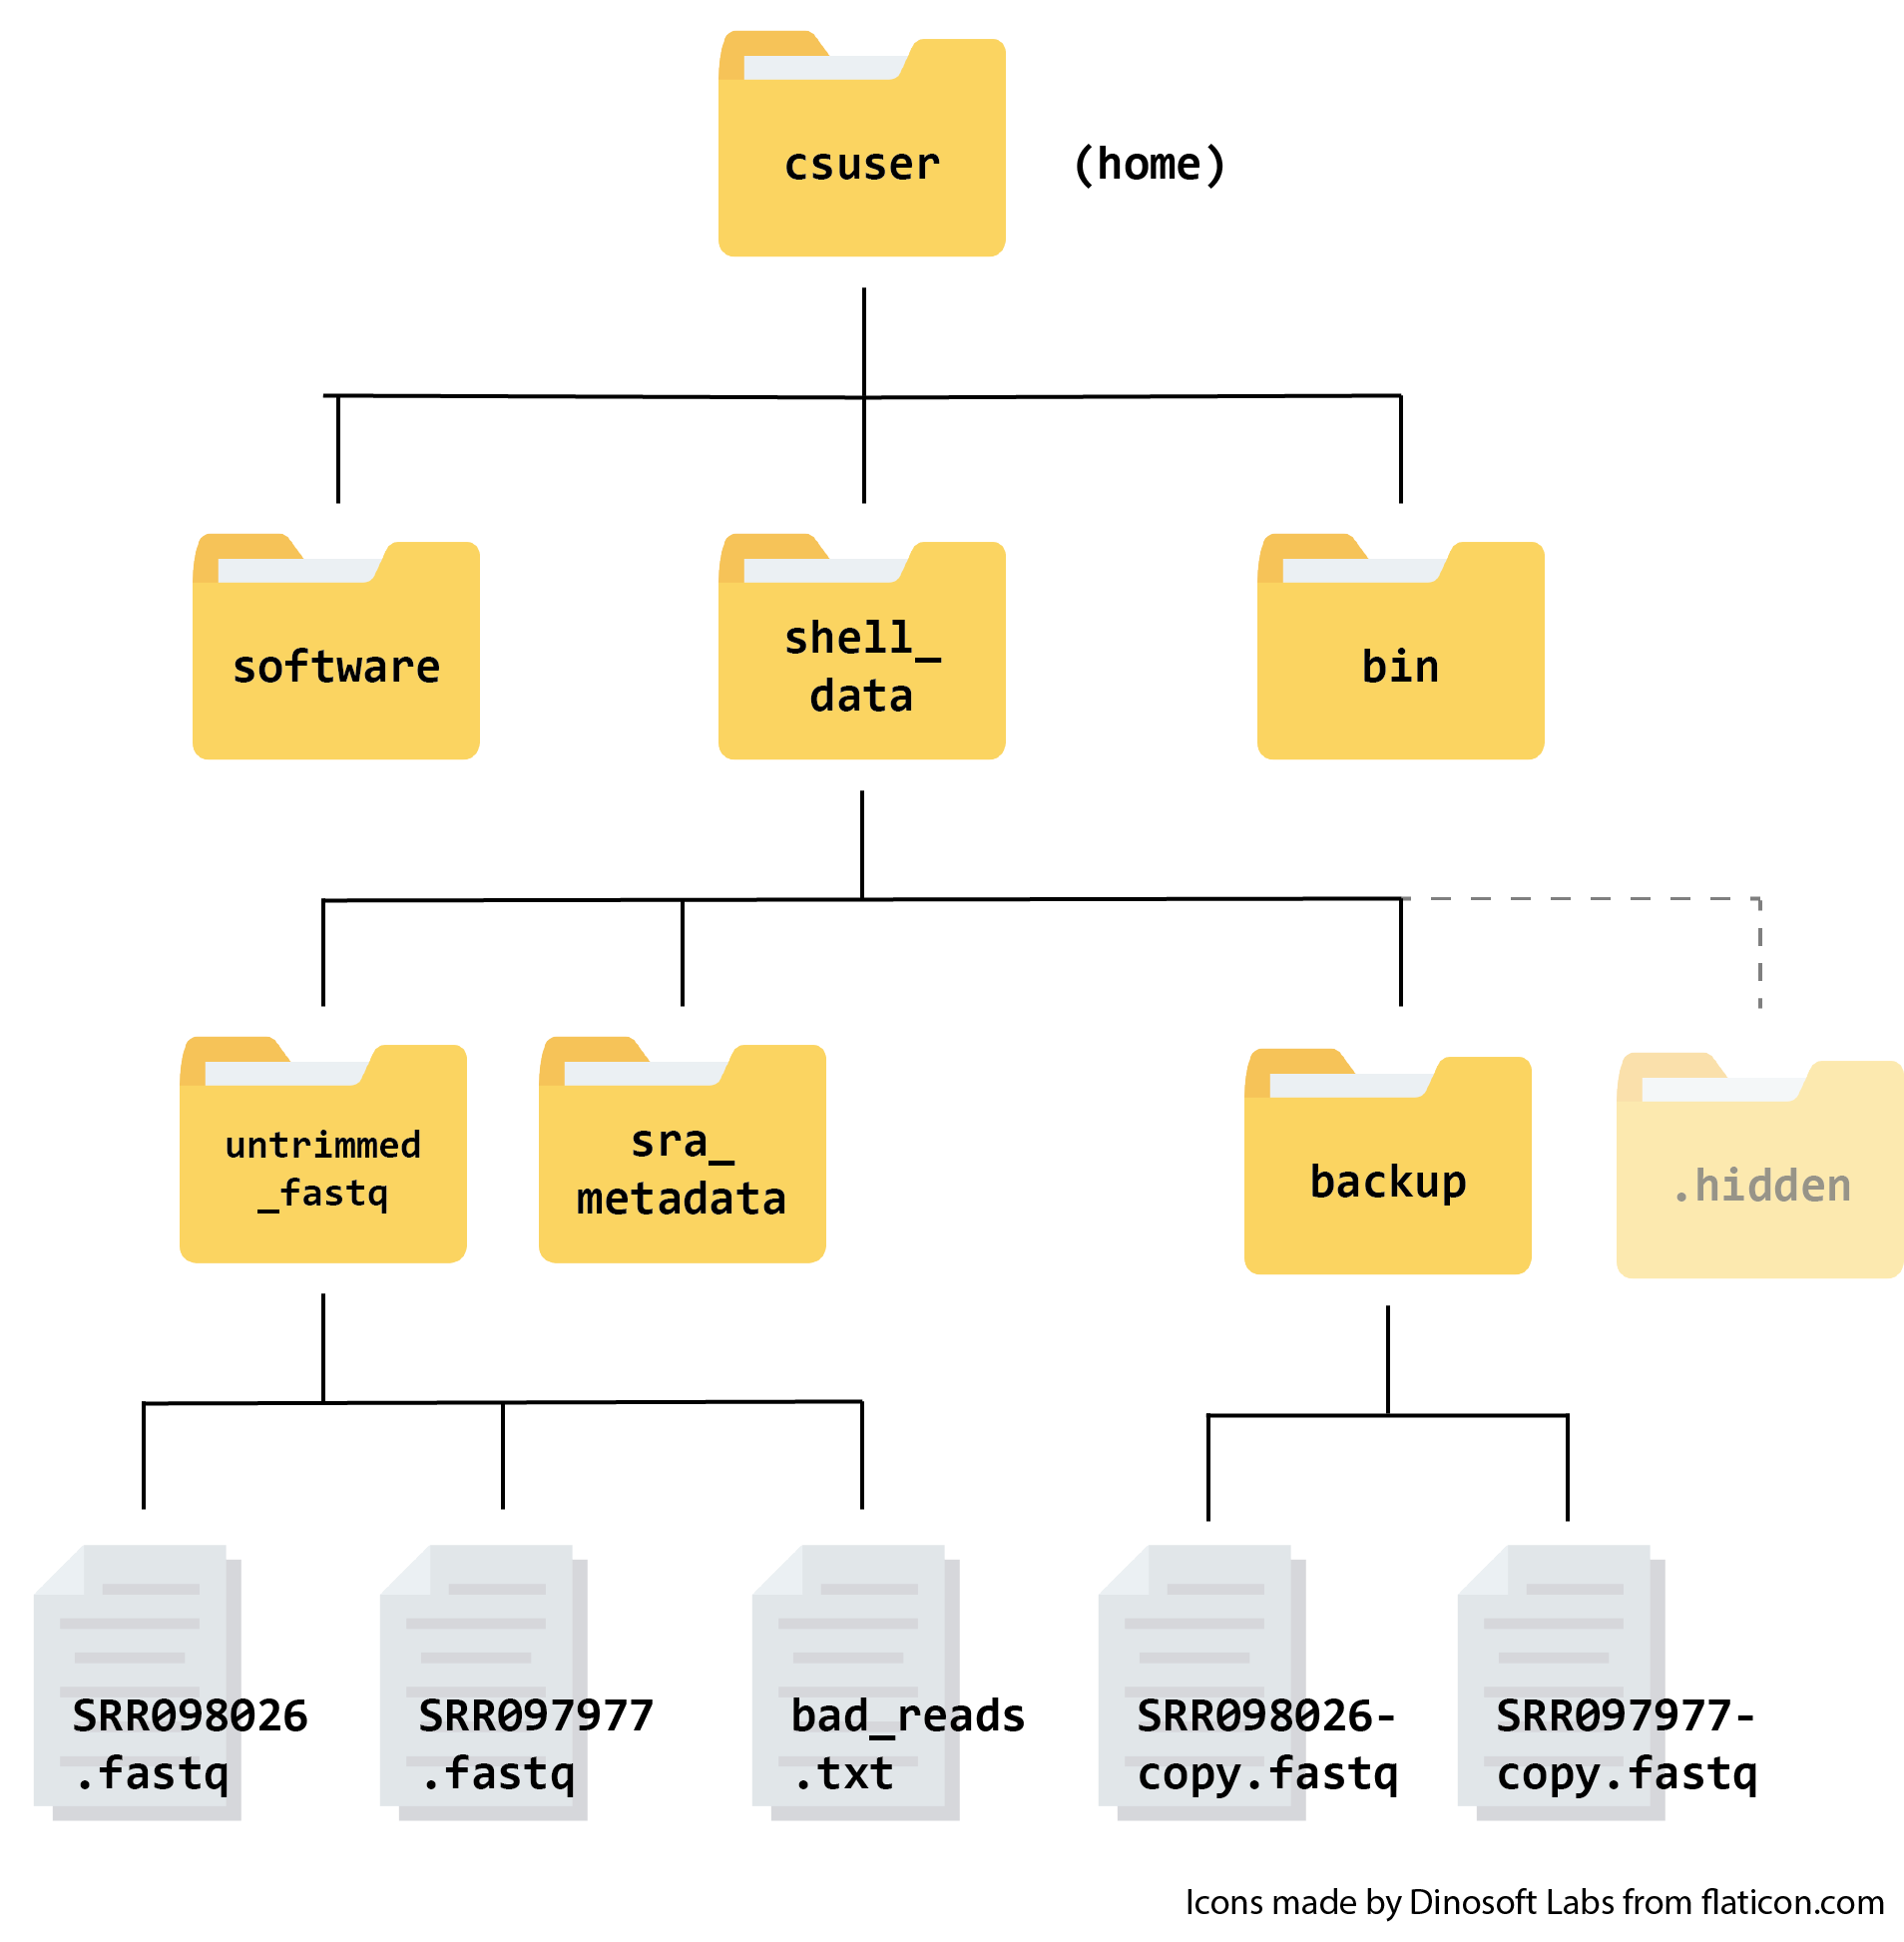 csuser
(home)
software
shell_
data
bin
untrimmed
_fastq
sra_
metadata
backup
.hidden
SRR098026
.fastq
SRR097977
.fastq
bad_reads
.txt
SRR098026-
copy.fastq
SRR097977-
copy.fastq
Icons made by Dinosoft Labs from flaticon.com